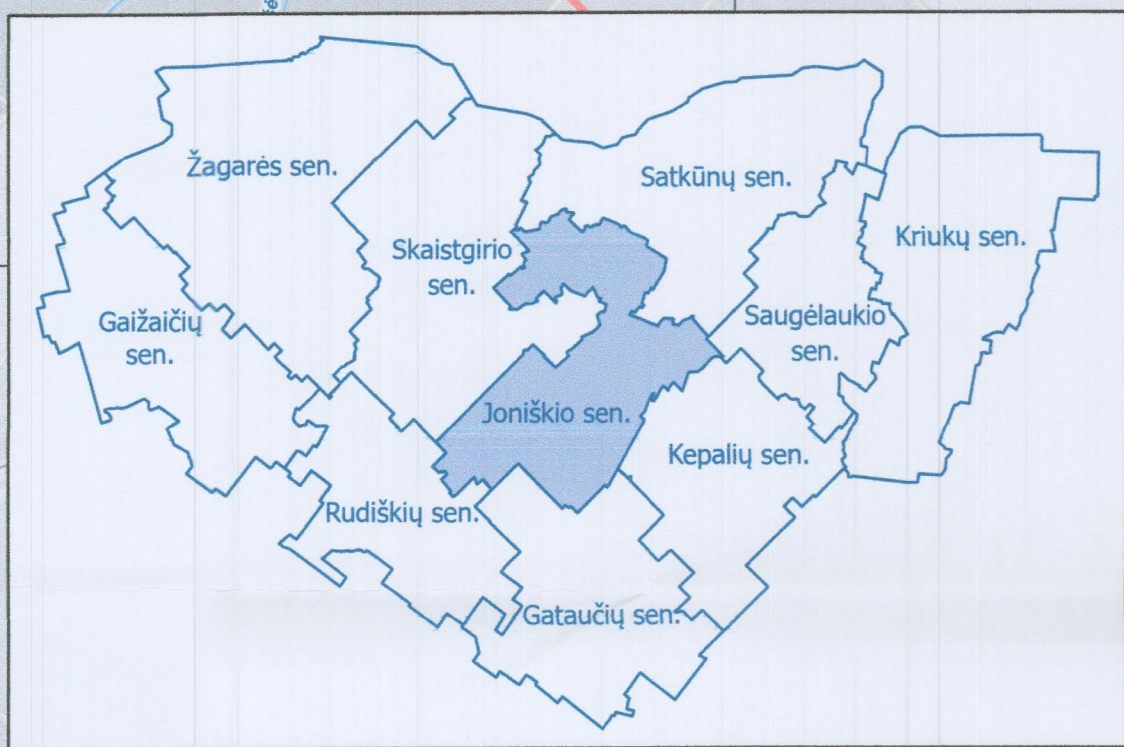 Žagarės sen.
Satkūnų sen.
Skaistgirio
sen.
Kriukų sen.
Gaižaičių
sen.
Saugėlaukio
sen.
Joniškio sen.
Kepalių sen.
Rudiškių sen.
Gataučių sen.